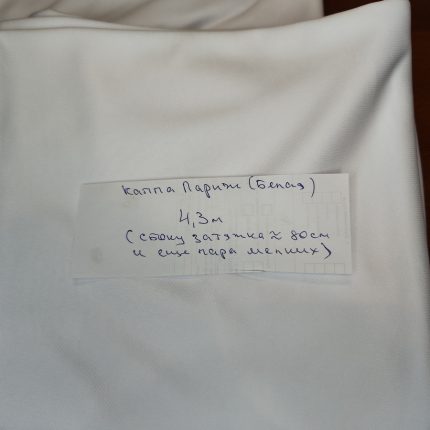 Каппа Париж (Белая)
4,3м
(сбоку затяжка ≈ 80см
и еще пара мелких)